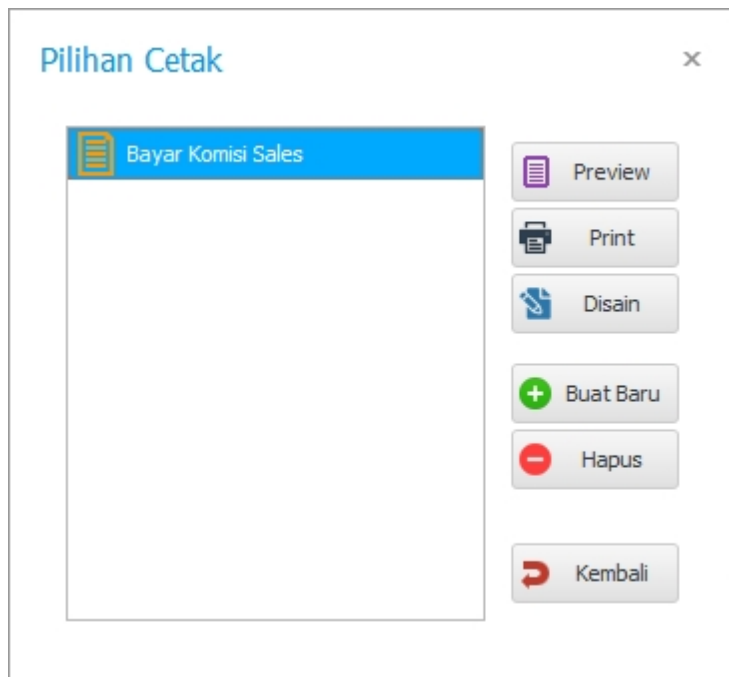 Pilihan Cetak
Bayar Komisi Sales
Preview
Print
Disain
Buat Baru
Hapus
Kembali